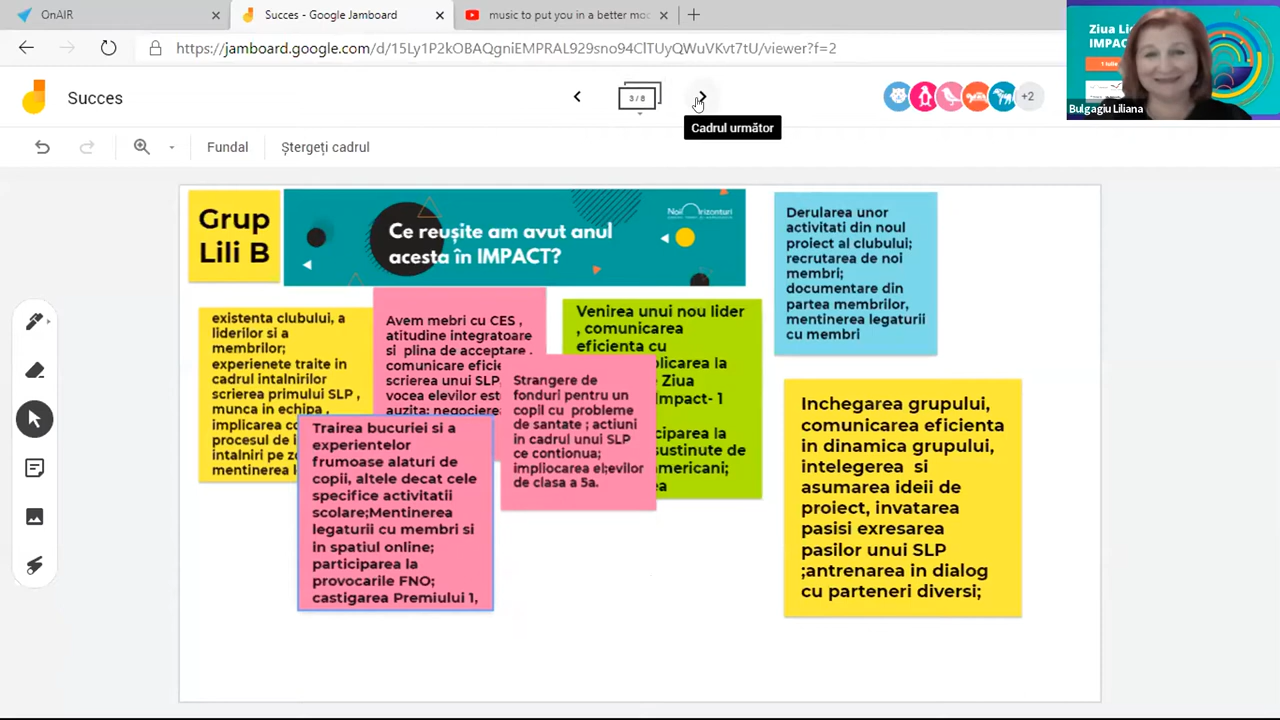 OnAIR
Succes - Google Jamboard
music to put you in a better moo
https://jamboard.google.com/d/15Ly1P2kOBAQgniEMPRAL929sno94ClTUyQWuVKvt7tU/viewer?f=2
Ziua Li
IMPACT
1 iulie
Bulgagiu Liliana
Succes
3 / 8
+2
Cadrul următor
Fundal
Ștergeți cadrul
Grup
Lili B
Ce reușite am avut anul
acesta în IMPACT?
Noi Orizonturi
Derularea unor
activitati din noul
proiect al clubului;
recrutarea de noi
membri;
documentare din
partea membrilor,
mentinerea legaturii
cu membri
existenta clubului, a
liderilor si a
membrilor;
experienete traite in
cadrul intalnirilor
scrierea primului SLP ,
munca in echipa ,
implicarea co
procesul de i
intalniri pe zo
mentinerea l
Avem mebri cu CES ,
atitudine integratoare
si plina de acceptare ,
comunicare eficie
scrierea unui SLP,
vocea elevilor est
auzita; negociere
Venirea unui nou lider
, comunicarea
eficienta cu
plicarea la
Ziua
Impact- 1
ciparea la
sustinute de
americani;
ea
Strangere de
fonduri pentru un
copil cu probleme
de santate ; actiuni
in cadrul unui SLP
ce contionua;
impliocarea el;evilor
de clasa a 5a.
Trairea bucuriei si a
experientelor
frumoase alaturi de
copii, altele decat cele
specifice activitatii
scolare;Mentinerea
legaturii cu membri si
in spatiul online;
participarea la
provocarile FNO;
castigarea Premiului 1,
Inchegarea grupului,
comunicarea eficienta
in dinamica grupului,
intelegerea si
asumarea ideii de
proiect, invatarea
pasisi exresarea
pasilor unui SLP
;antrenarea in dialog
cu parteneri diversi;